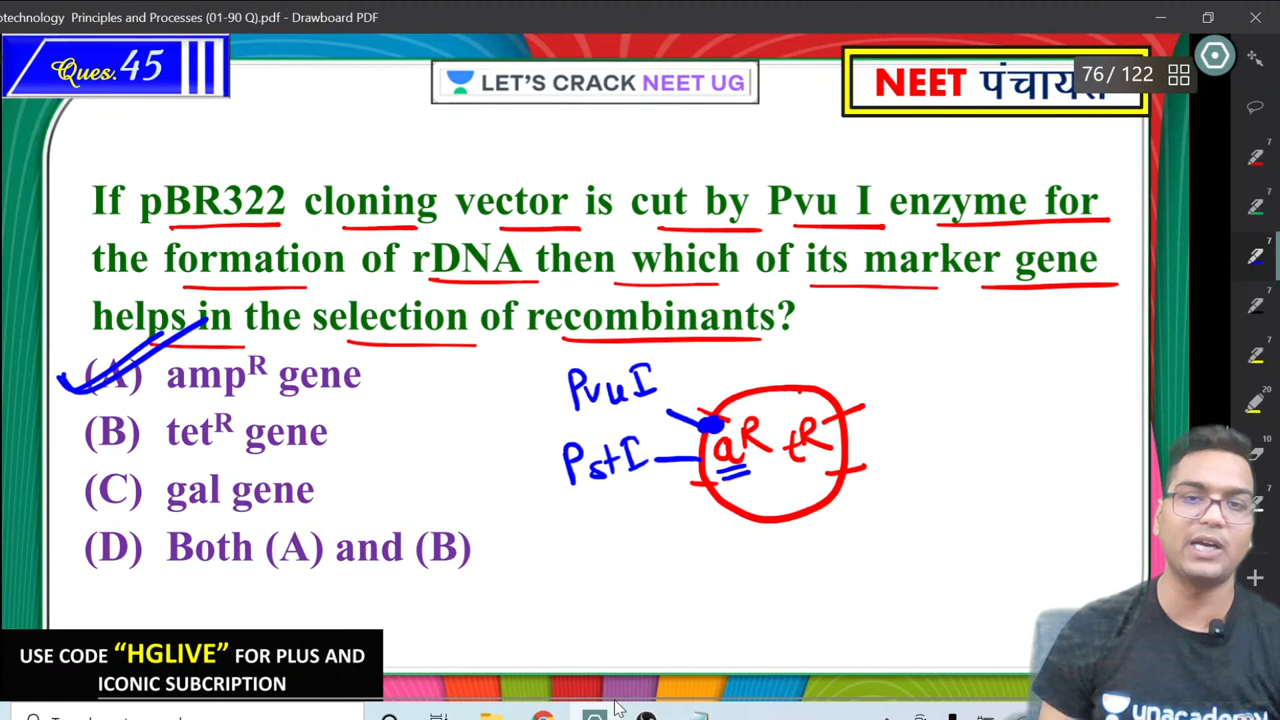 otechnology Principles and Processes (01-90 Q).pdf - Drawboard PDF
Ques. 45
LET'S CRACK NEET UG
NEET पंचायत
76 / 122
If pBR322 cloning vector is cut by Pvu I enzyme for
the formation of rDNA then which of its marker gene
helps in the selection of recombinants?
(A) ampR gene
(B) tetR gene
(C) gal gene
(D) Both (A) and (B)
PvuI
PstI
aR tR
USE CODE “HGLIVE” FOR PLUS AND
ICONIC SUBCRIPTION
unacademy